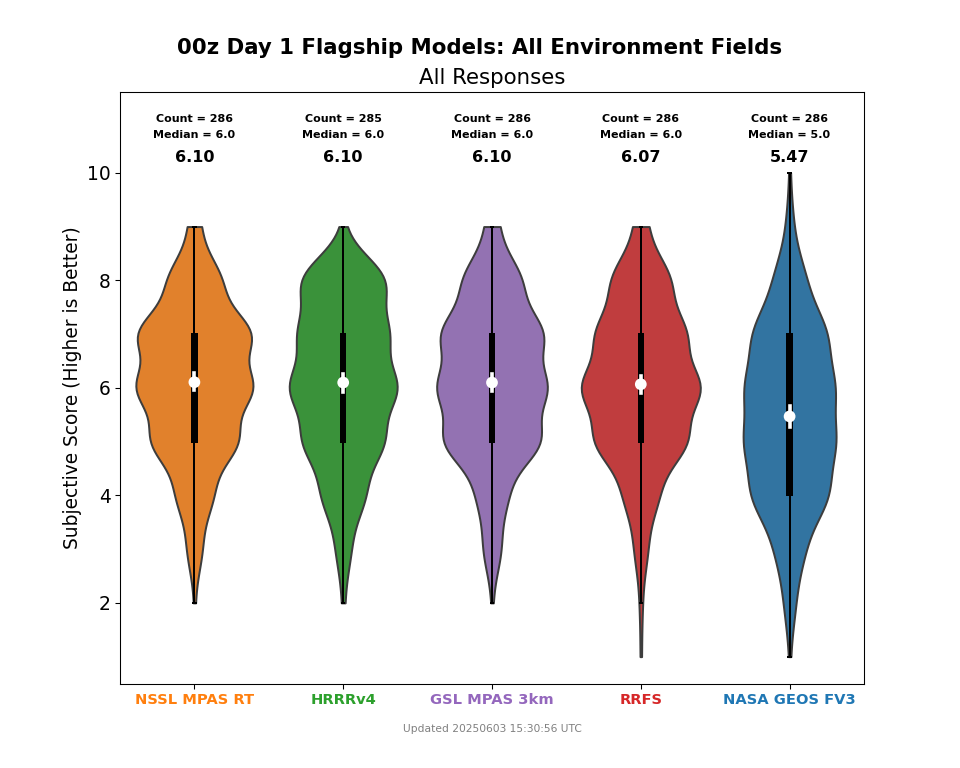 00z Day 1 Flagship Models: All Environment Fields
All Responses
Count = 286 Count = 285 Count = 286 Count = 286 Count = 286
Median = 6.0 Median = 6.0 Median = 6.0 Median = 6.0 Median = 5.0
6.10 6.10 6.10 6.07 5.47
Subjective Score (Higher is Better)
10
8
6
4
2
NSSL MPAS RT HRRRv4 GSL MPAS 3km RRFS NASA GEOS FV3
Updated 20250603 15:30:56 UTC